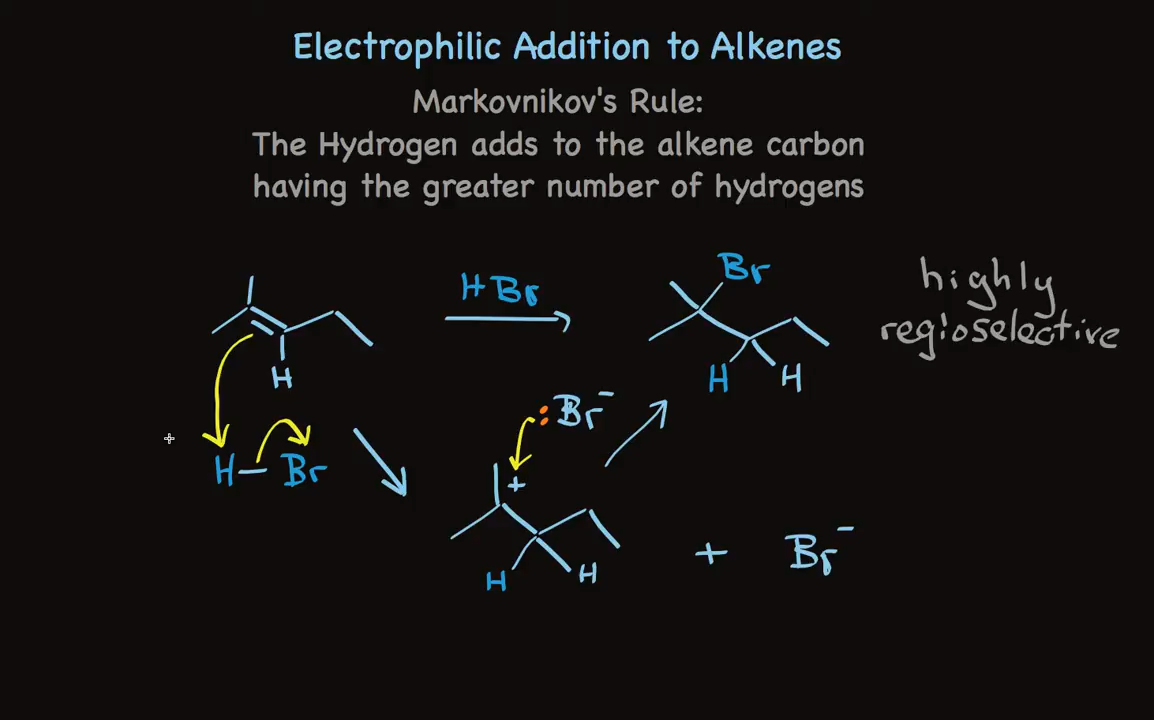 Electrophilic Addition to Alkenes
Markovnikov's Rule:
The Hydrogen adds to the alkene carbon
having the greater number of hydrogens
HBr
Br
highly
regioselective
H
H
H
:Br⁻
H—Br
+
H
H
+
Br⁻